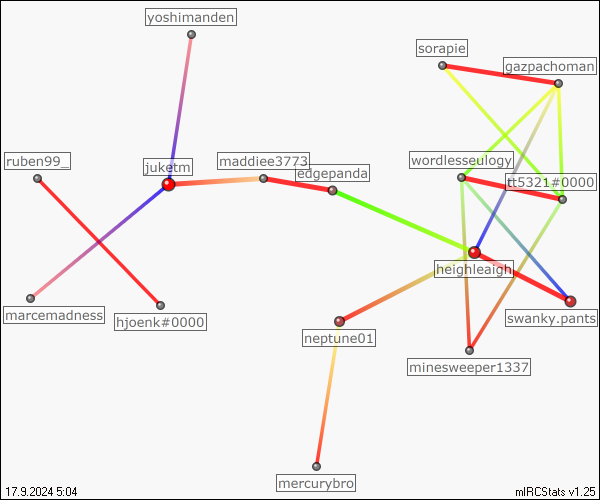 yoshimanden
sorapie
gazpachoman
ruben99_
juketm
maddiee3773
edgepanda
wordlesseulogy
tt5321#0000
heighleaigh
marcemadness
hjoenk#0000
neptune01
swanky.pants
minesweeper1337
mercurybro
17.9.2024 5:04
mIRCStats v1.25